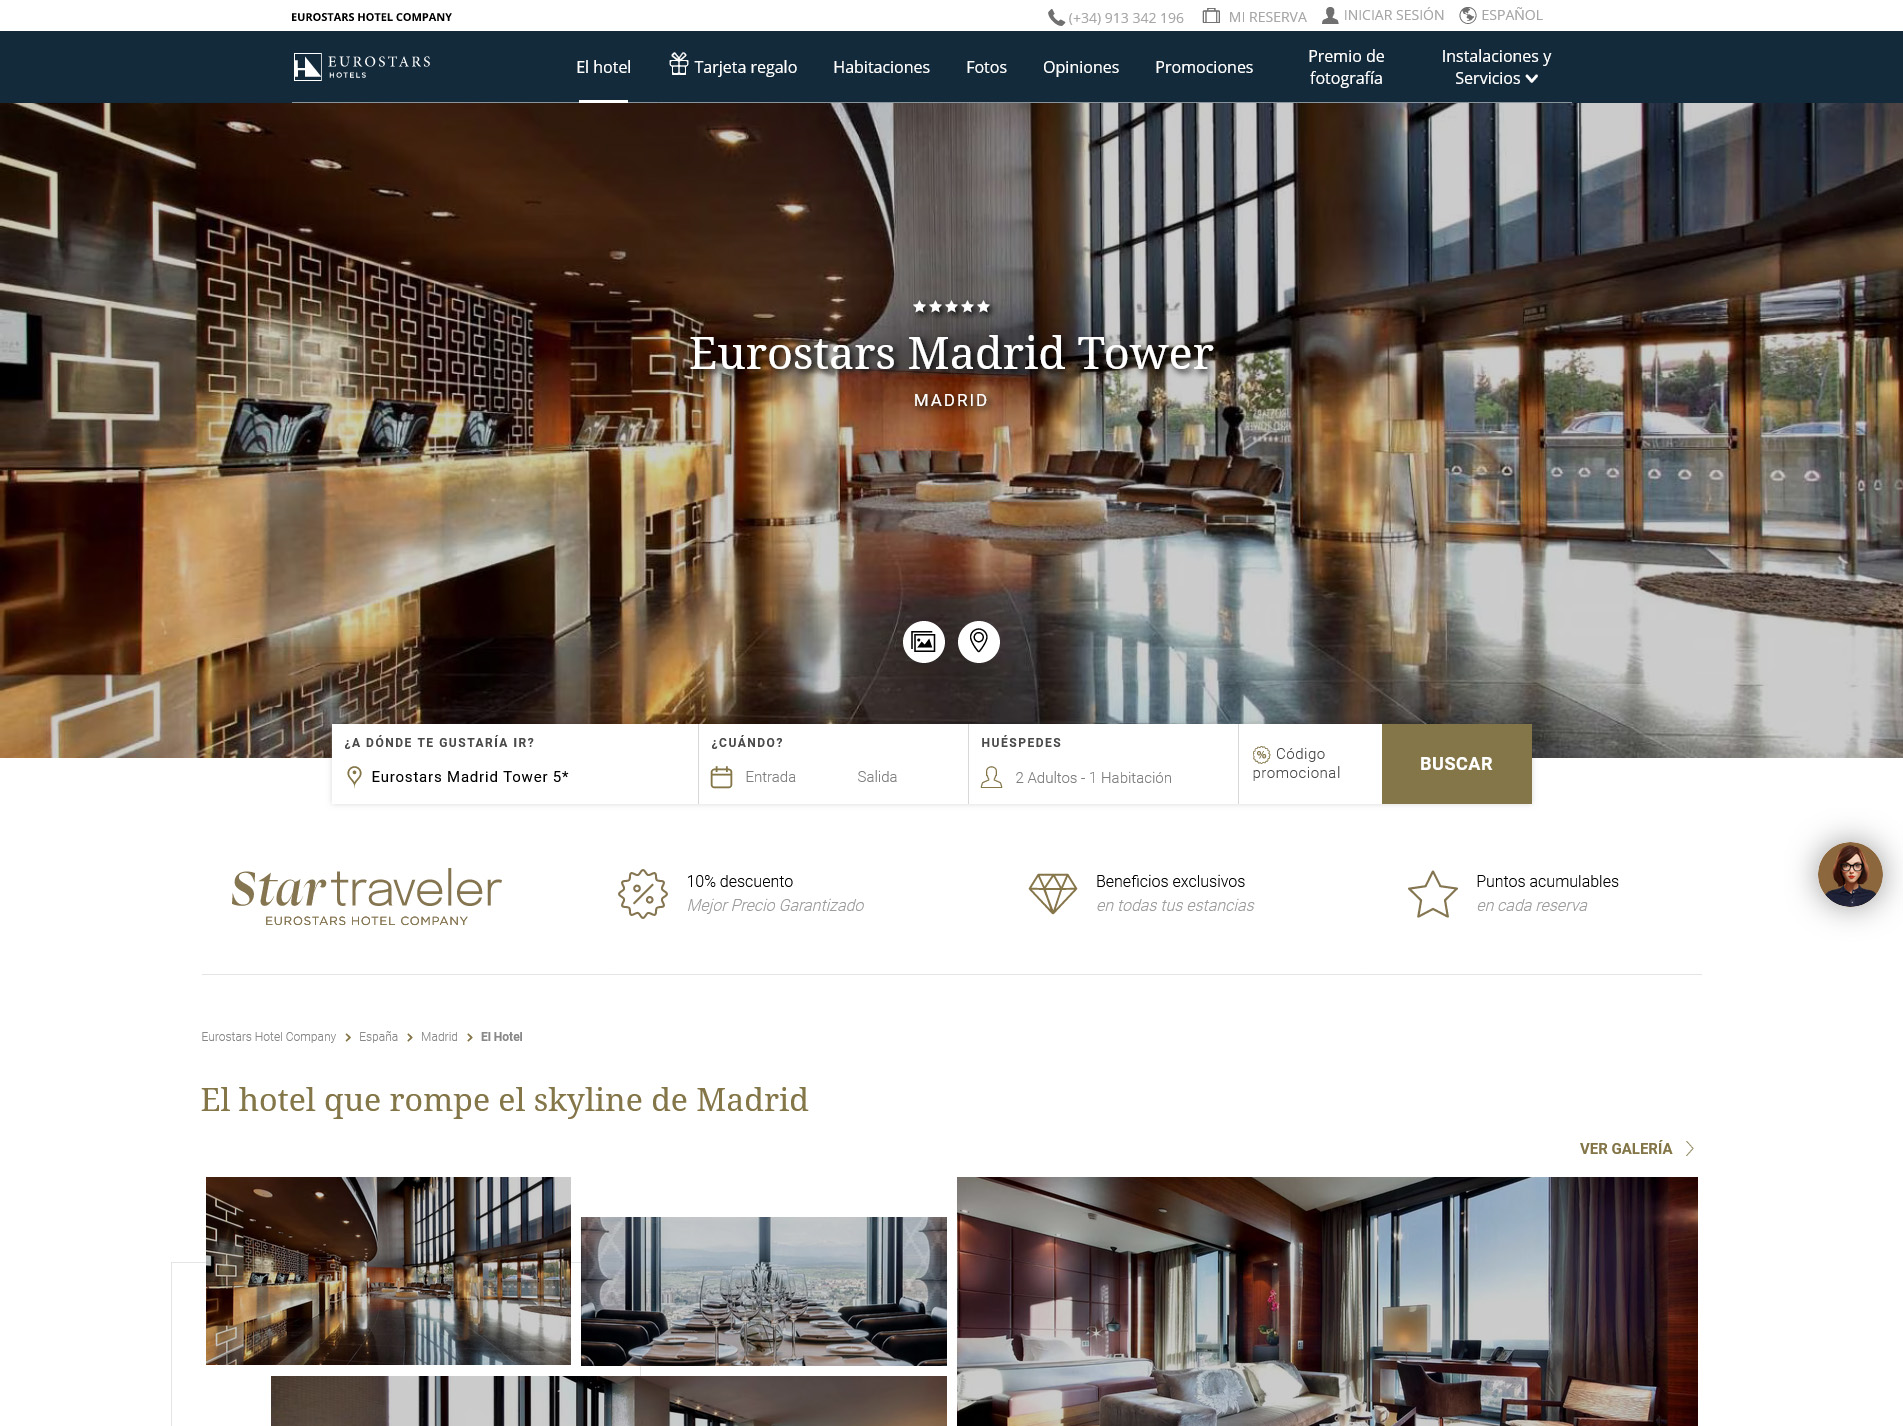 EUROSTARS HOTEL COMPANY
(+34) 913 342 196
MI RESERVA
INICIAR SESIÓN
ESPAÑOL
EUROSTARS
HOTELS
El hotel
Tarjeta regalo
Habitaciones
Fotos
Opiniones
Promociones
Premio de
fotografía
Instalaciones y
Servicios
Eurostars Madrid Tower
MADRID
¿A DÓNDE TE GUSTARÍA IR?
Eurostars Madrid Tower 5*
¿CUÁNDO?
Entrada
Salida
HUÉSPEDES
2 Adultos - 1 Habitación
Código
promocional
BUSCAR
Star traveler
EUROSTARS HOTEL COMPANY
10% descuento
Mejor Precio Garantizado
Beneficios exclusivos
en todas tus estancias
Puntos acumulables
en cada reserva
Eurostars Hotel Company > España > Madrid > El Hotel
El hotel que rompe el skyline de Madrid
VER GALERÍA